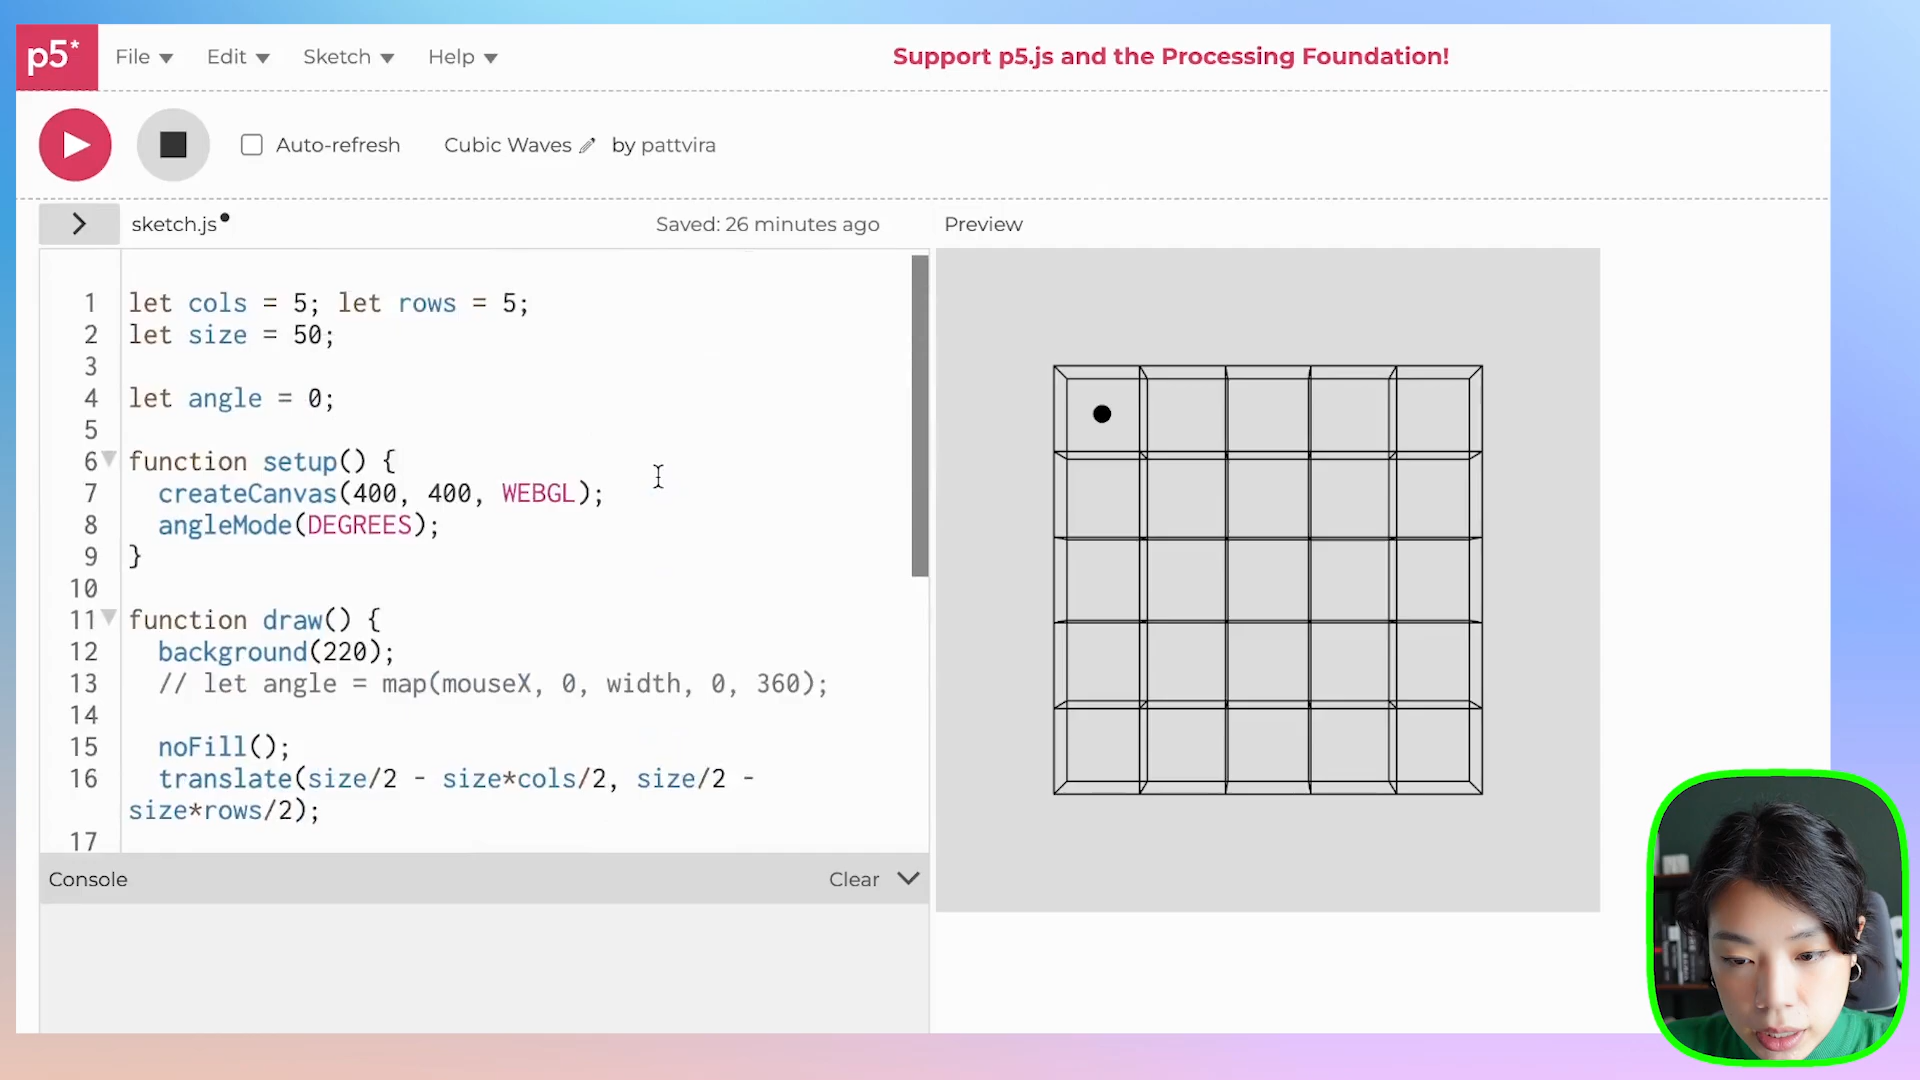 p5*
File
Edit
Sketch
Help
Support p5.js and the Processing Foundation!
Auto-refresh
Cubic Waves
by pattvira
sketch.js
Saved: 26 minutes ago
Preview
1 let cols = 5; let rows = 5;
2 let size = 50;
3
4 let angle = 0;
5
6 function setup() {
7 createCanvas(400, 400, WEBGL);
8 angleMode(DEGREES);
9 }
10
11 function draw() {
12 background(220);
13 // let angle = map(mouseX, 0, width, 0, 360);
14
15 noFill();
16 translate(size/2 - size*cols/2, size/2 -
size*rows/2);
17
Console
Clear